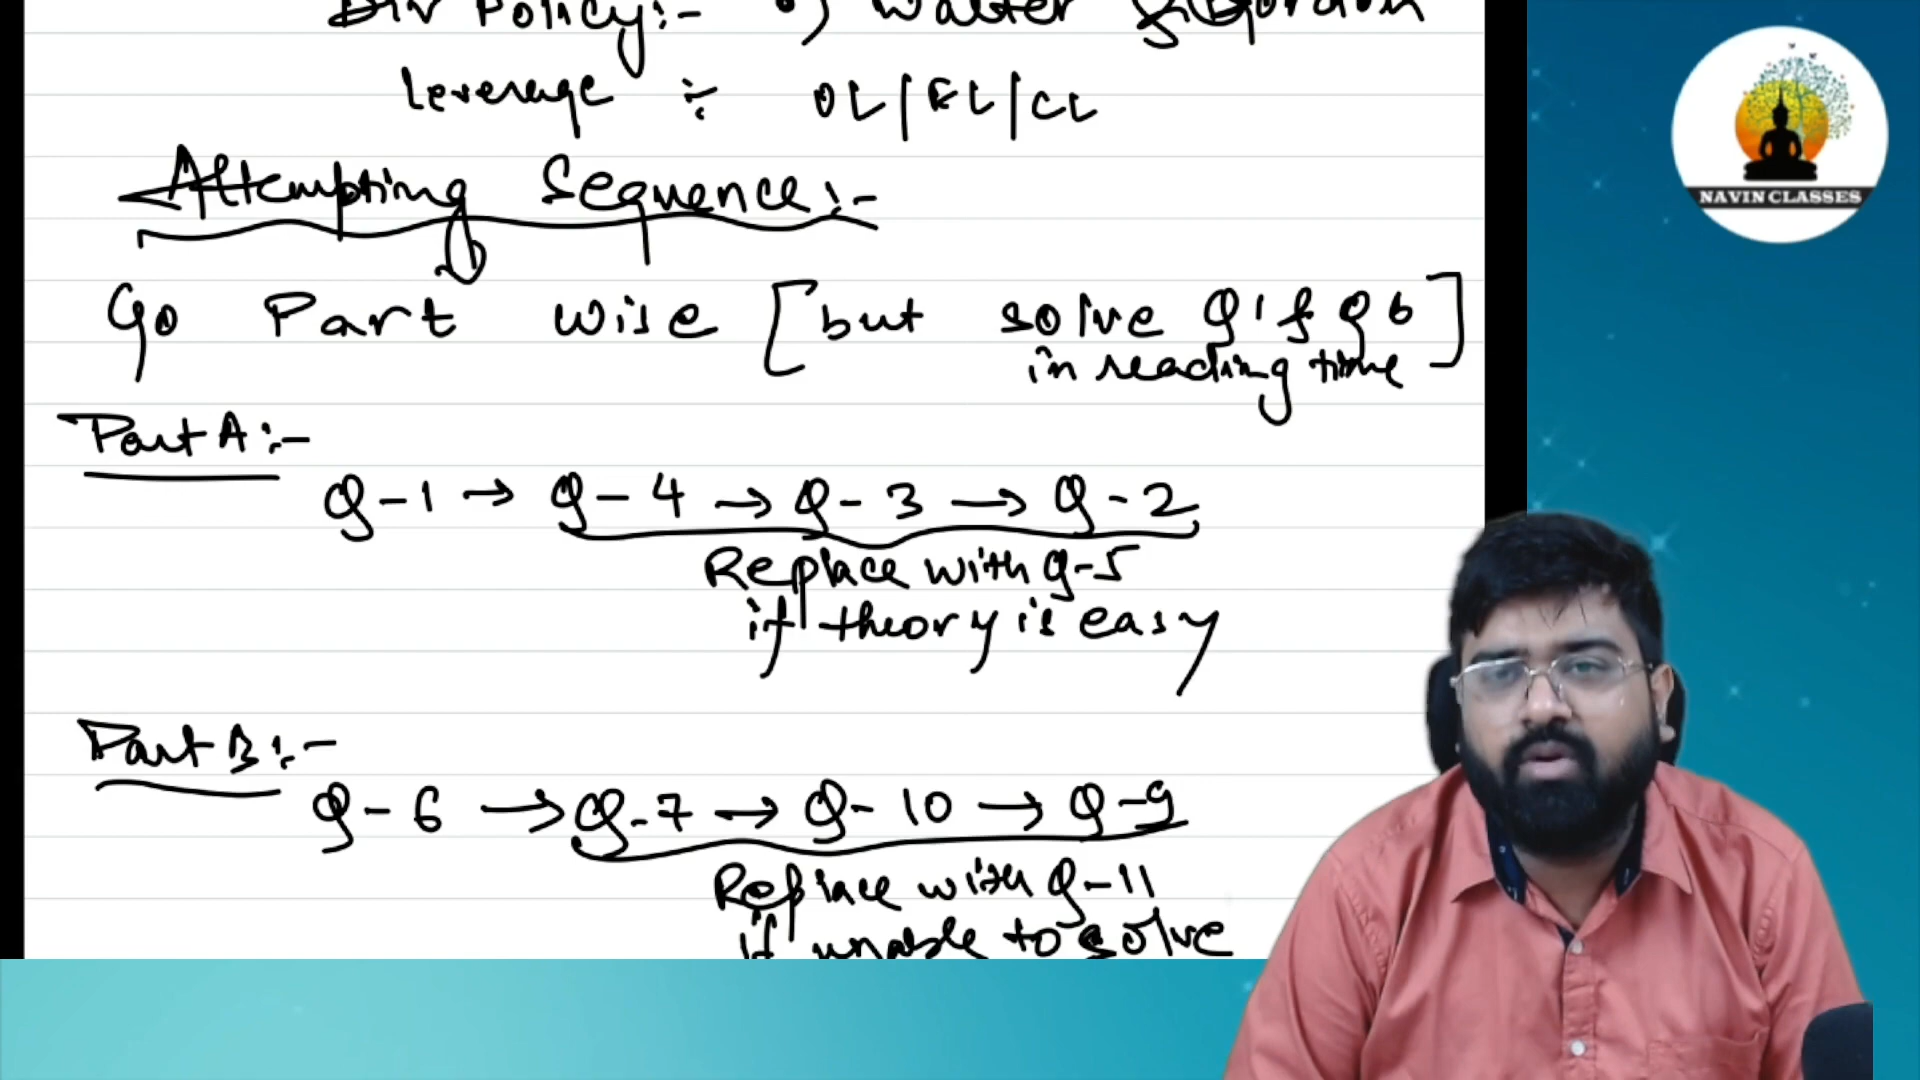 Div Policy:- Walter & Gordon
Leverage ÷ OL/FL/CL
Attempting Sequence:-
Go Part wise [but solve Q1 & Q6
in reading time]
Part A:-
Q-1 → Q-4 → Q-3 → Q-2
Replace with Q-5
if theory is easy
Part B:-
Q-6 → Q-7 → Q-10 → Q-9
Replace with Q-11
if unable to solve
NAVIN CLASSES